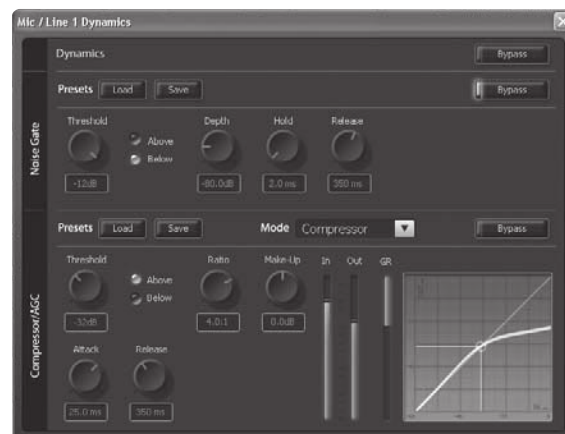 Mic / Line 1 Dynamics
Dynamics
Bypass
Noise Gate
Presets Load Save
Bypass
Threshold
Above
Below
Depth
Hold
Release
-12dB
-80.0dB
2.0 ms
350 ms
Compressor/AGC
Presets Load Save
Mode Compressor
Bypass
Threshold
Above
Below
Ratio
Make-Up
In Out GR
-32dB
4.0:1
0.0dB
Attack
Release
25.0 ms
350 ms